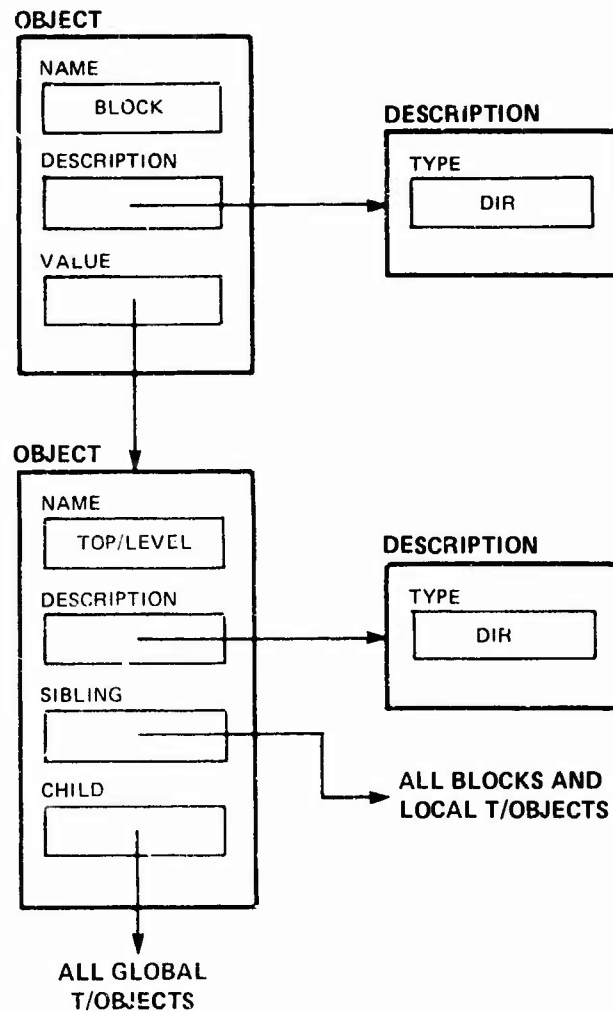 OBJECT
NAME
BLOCK
DESCRIPTION
VALUE
DESCRIPTION
TYPE
DIR
OBJECT
NAME
TOP/LEVEL
DESCRIPTION
SIBLING
CHILD
DESCRIPTION
TYPE
DIR
ALL BLOCKS AND
LOCAL T/OBJECTS
ALL GLOBAL
T/OBJECTS